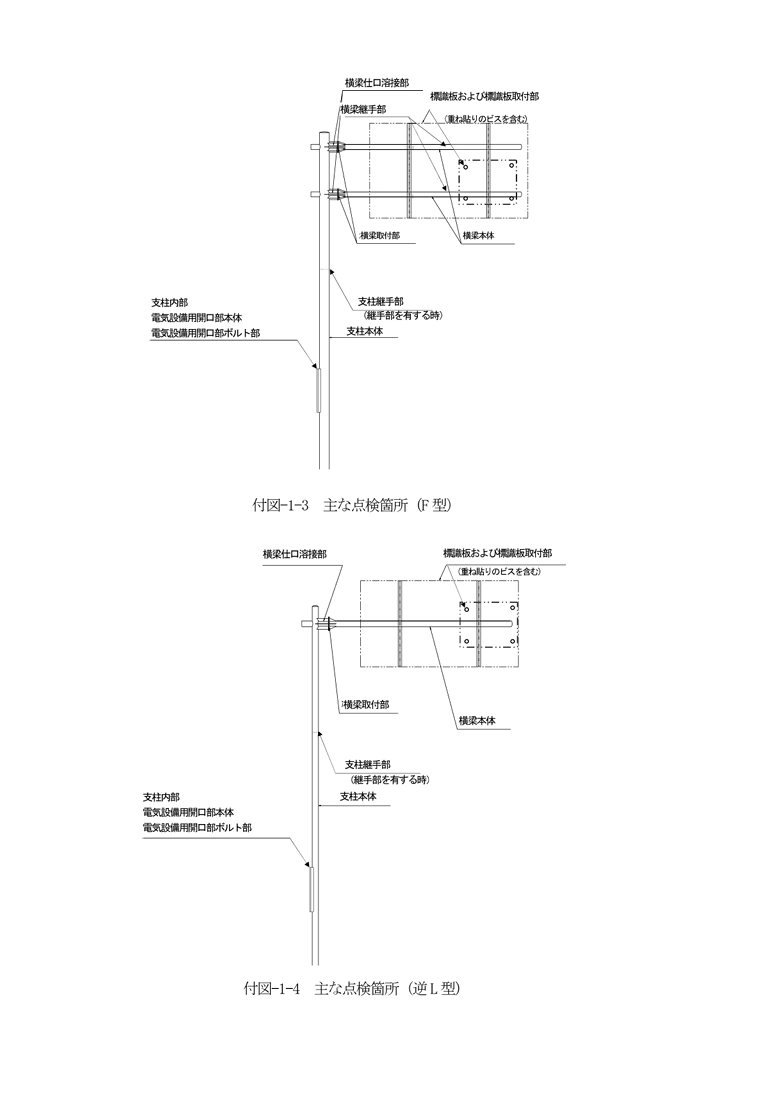 横梁仕口溶接部
標識板および標識板取付部
横梁継手部
(重ね貼りのビスを含む)
横梁取付部
横梁本体
支柱継手部
(継手部を有する時)
支柱内部
電気設備用開口部本体
電気設備用開口部ボルト部
支柱本体
付図-1-3 主な点検箇所 (F 型)
横梁仕口溶接部
標識板および標識板取付部
(重ね貼りのビスを含む)
横梁取付部
横梁本体
支柱継手部
(継手部を有する時)
支柱内部
電気設備用開口部本体
電気設備用開口部ボルト部
支柱本体
付図-1-4 主な点検箇所 (逆 L 型)